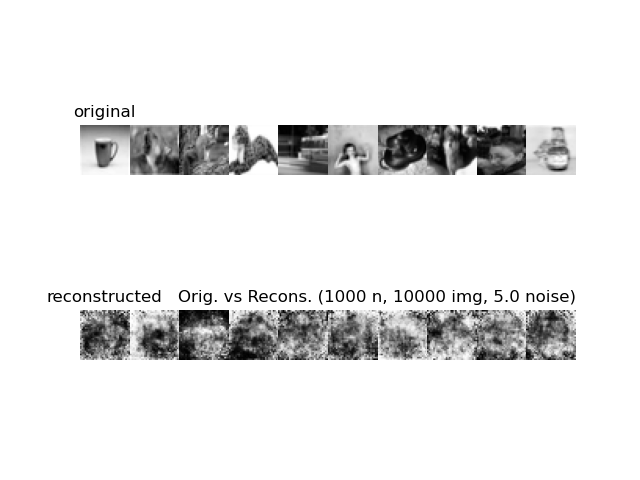 original
reconstructed
Orig. vs Recons. (1000 n, 10000 img, 5.0 noise)